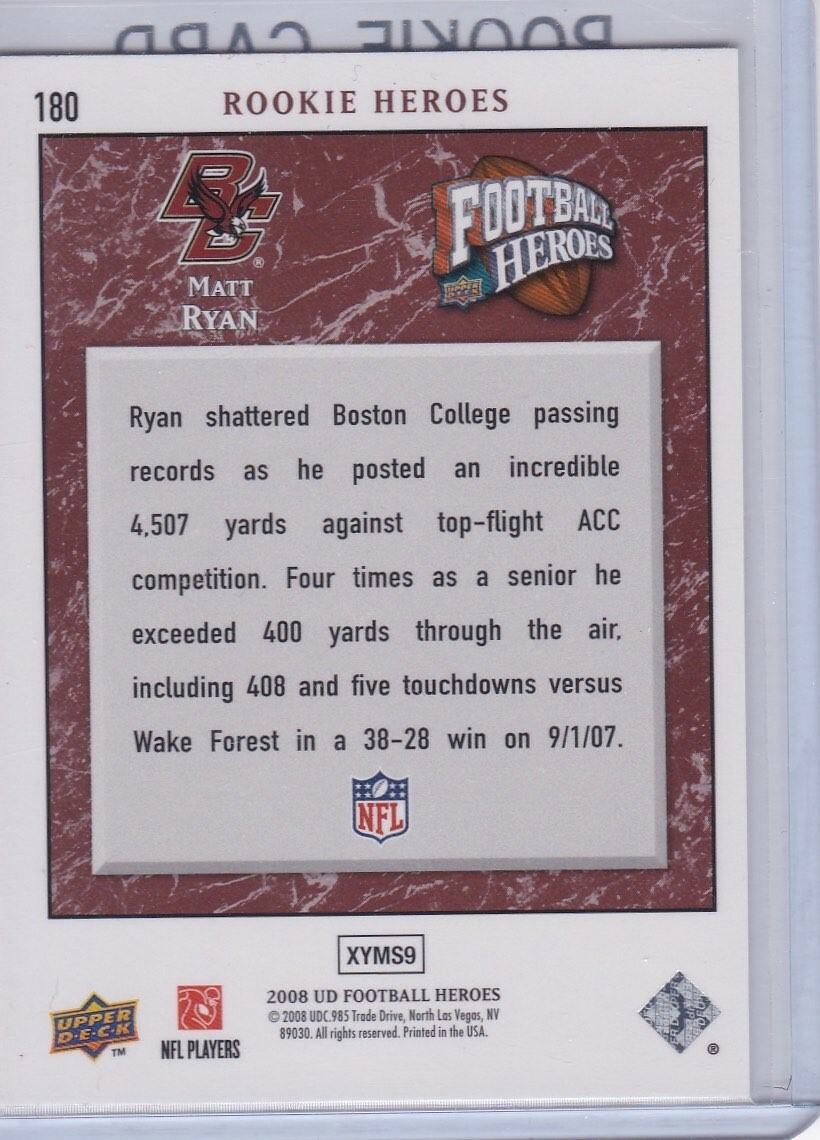 ROOKIE CARD
180
ROOKIE HEROES
BC
®
MATT
RYAN
FOOTBALL
HEROES
UPPER
DECK
Ryan shattered Boston College passing
records as he posted an incredible
4,507 yards against top-flight ACC
competition. Four times as a senior he
exceeded 400 yards through the air,
including 408 and five touchdowns versus
Wake Forest in a 38-28 win on 9/1/07.
NFL
XYMS9
UPPER
D·E·C·K
™
NFL PLAYERS
2008 UD FOOTBALL HEROES
© 2008 UDC. 985 Trade Drive, North Las Vegas, NV
89030. All rights reserved. Printed in the USA.
®